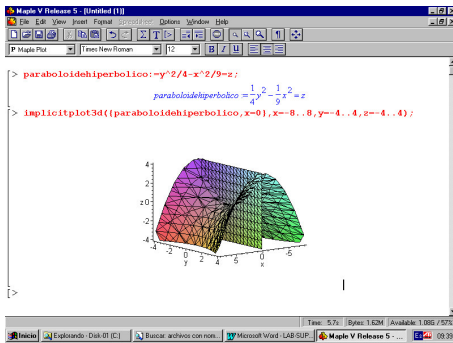 Maple V Release 5 - [Untitled (1)]
File Edit View Insert Format Spreadsheet Options Window Help
P Maple Plot Times New Roman 12 B I U
[> paraboloidehiperbolico:=y^2/4-x^2/9=z;
paraboloidehiperbolico := 1/4 y^2 - 1/9 x^2 = z
[> implicitplot3d({paraboloidehiperbolico,x=0},x=-8..8,y=-4..4,z=-4..4);
4
2
z 0
-2
-4
-4 -2 0 2 4 5 0 -5
y x
[>
Time: 5.7s Bytes: 1.62M Available: 1.09G / 57%
Inicio Explorando - Disk-01 (C:) Buscar: archivos con nom... Microsoft Word - LAB-SUP... Maple V Release 5 - ... Es 09:39